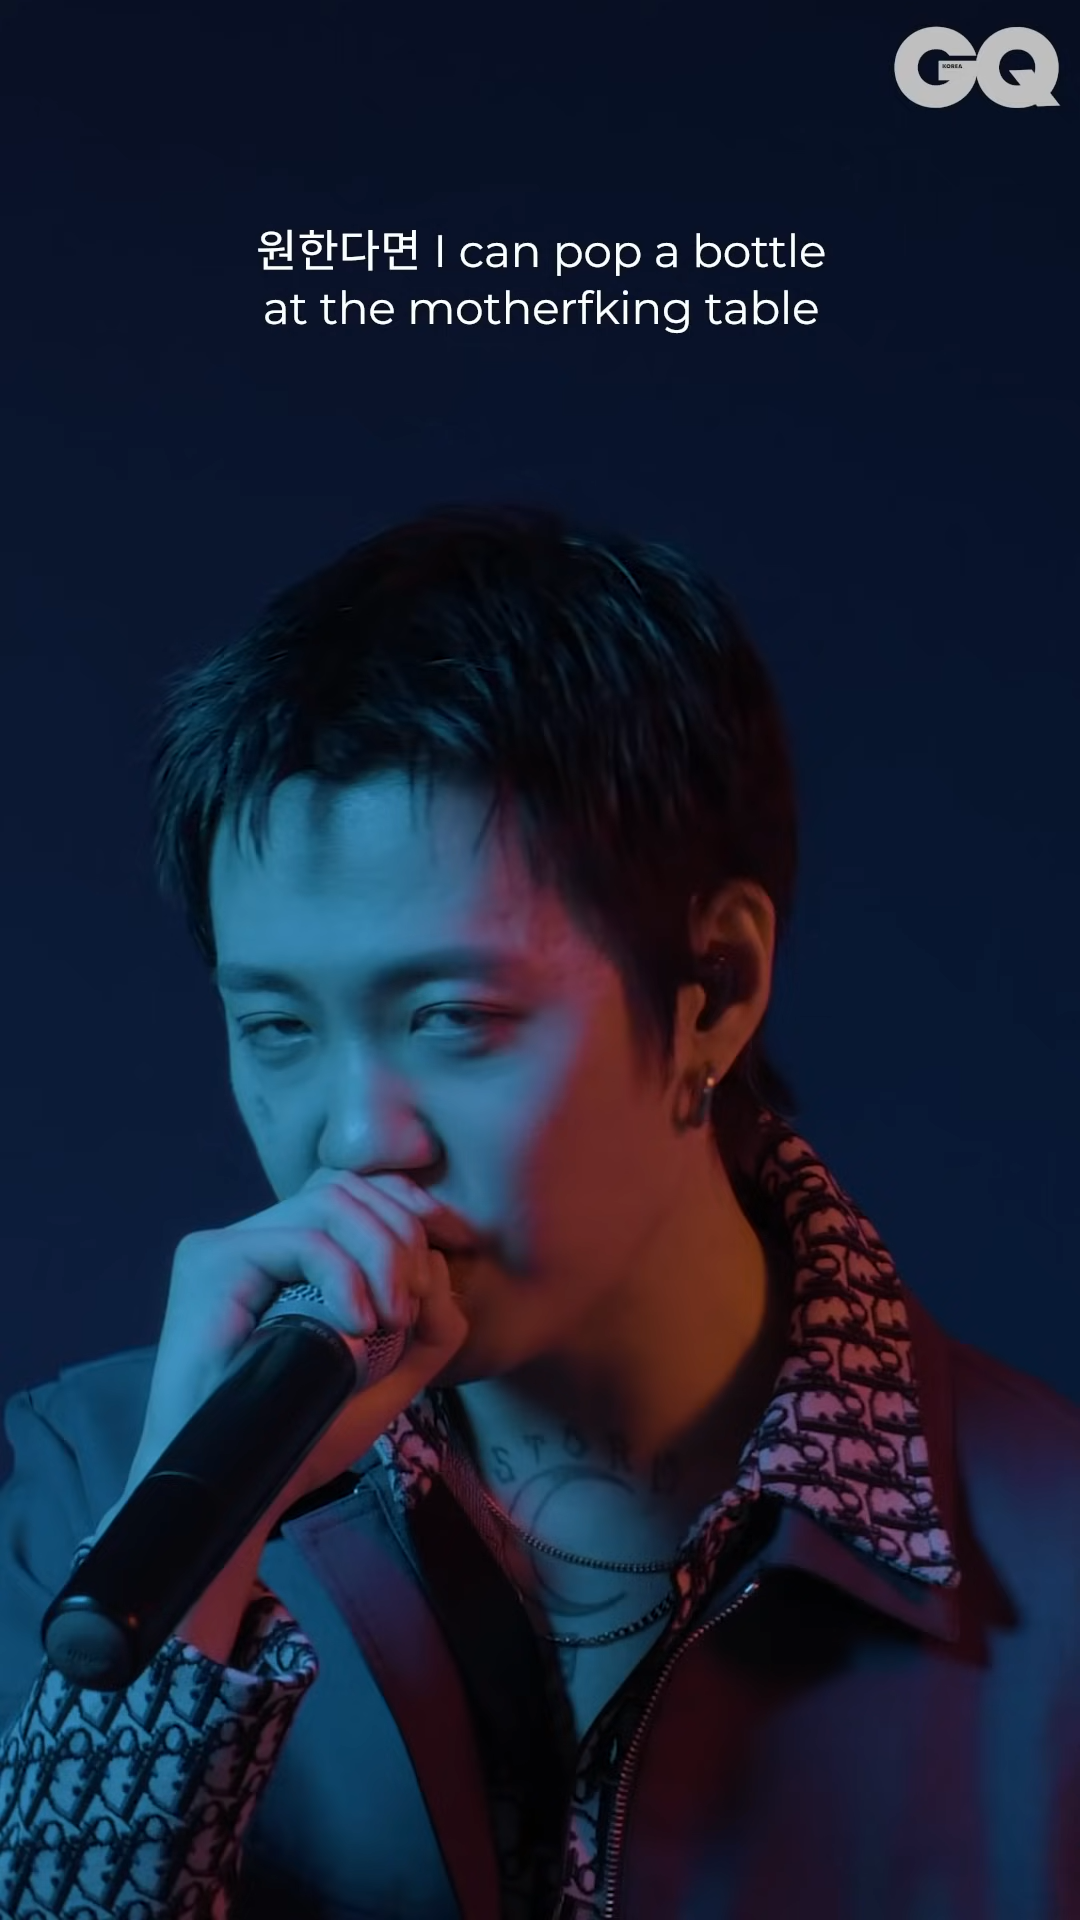 GQ
KOREA
원한다면 I can pop a bottle
at the motherfking table